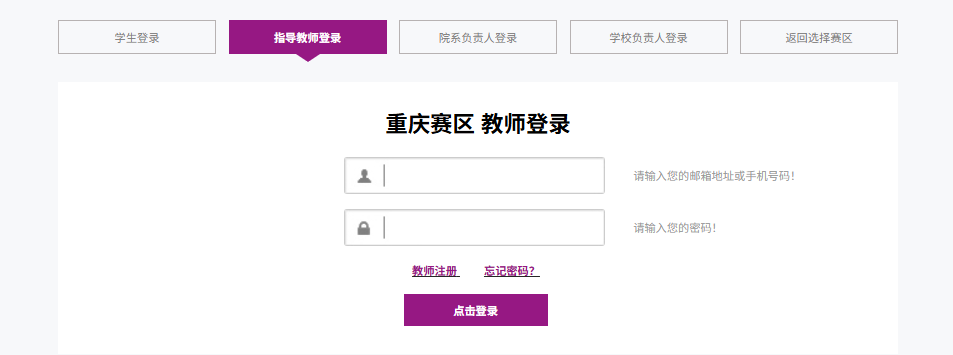 学生登录
指导教师登录
院系负责人登录
学校负责人登录
返回选择赛区
重庆赛区 教师登录
请输入您的邮箱地址或手机号码！
请输入您的密码！
教师注册 忘记密码？
点击登录